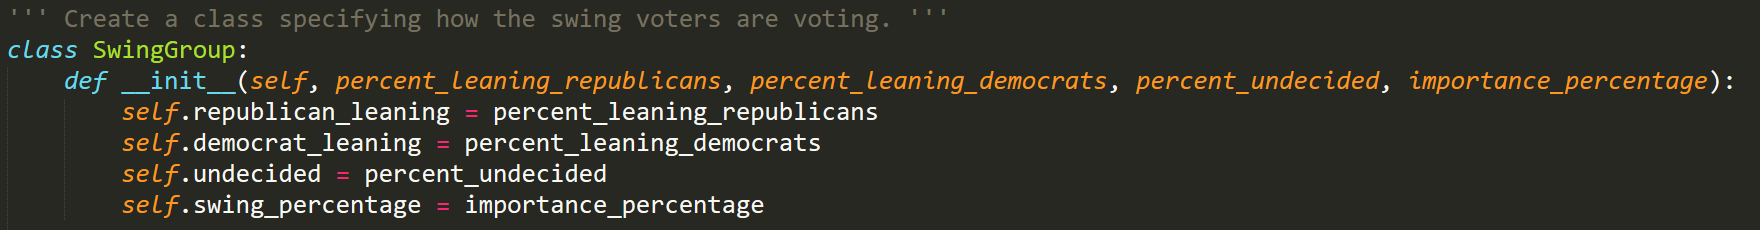 ''' Create a class specifying how the swing voters are voting. '''
class SwingGroup:
    def __init__(self, percent_leaning_republicans, percent_leaning_democrats, percent_undecided, importance_percentage):
        self.republican_leaning = percent_leaning_republicans
        self.democrat_leaning = percent_leaning_democrats
        self.undecided = percent_undecided
        self.swing_percentage = importance_percentage